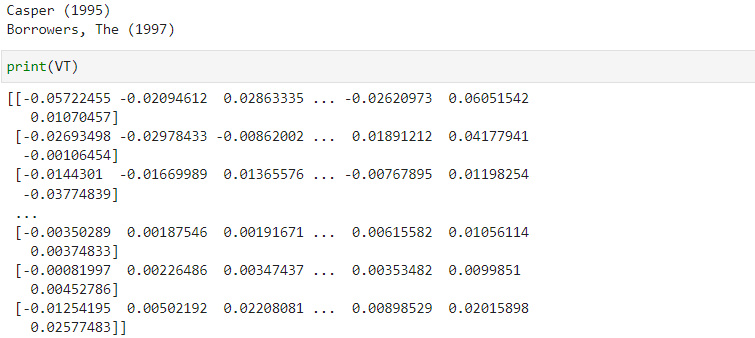 Casper (1995)
Borrowers, The (1997)
print(VT)
[[-0.05722455 -0.02094612  0.02863335 ... -0.02620973  0.06051542
   0.01070457]
 [-0.02693498 -0.02978433 -0.00862002 ...  0.01891212  0.04177941
  -0.00106454]
 [-0.0144301  -0.01669989  0.01365576 ... -0.00767895  0.01198254
  -0.03774839]
 ...
 [-0.00350289  0.00187546  0.00191671 ...  0.00615582  0.01056114
   0.00374833]
 [-0.00081997  0.00226486  0.00347437 ...  0.00353482  0.0099851
   0.00452786]
 [-0.01254195  0.00502192  0.02208081 ...  0.00898529  0.02015898
   0.02577483]]